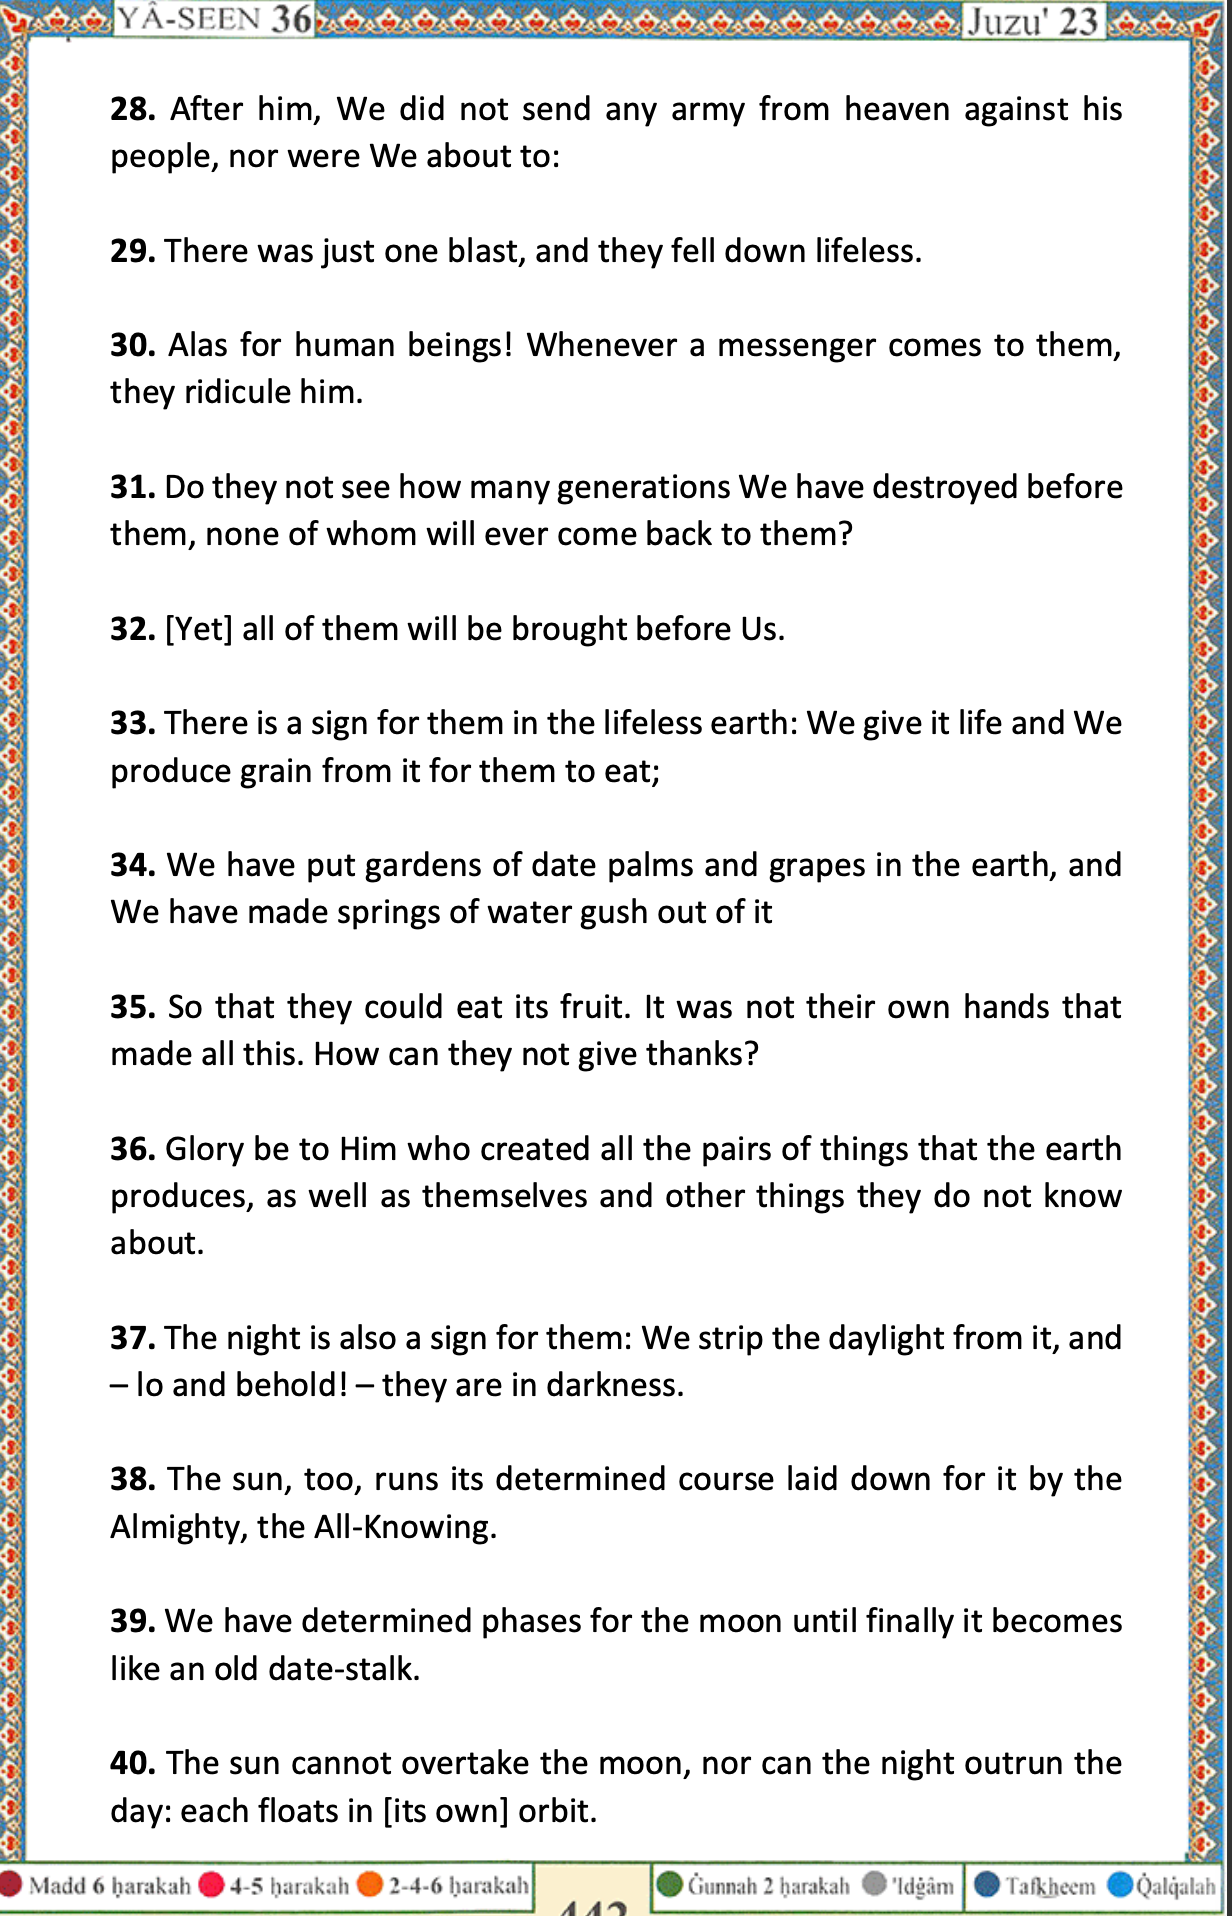 YÂ-SEEN 36
Juzu' 23
28. After him, We did not send any army from heaven against his
people, nor were We about to:
29. There was just one blast, and they fell down lifeless.
30. Alas for human beings! Whenever a messenger comes to them,
they ridicule him.
31. Do they not see how many generations We have destroyed before
them, none of whom will ever come back to them?
32. [Yet] all of them will be brought before Us.
33. There is a sign for them in the lifeless earth: We give it life and We
produce grain from it for them to eat;
34. We have put gardens of date palms and grapes in the earth, and
We have made springs of water gush out of it
35. So that they could eat its fruit. It was not their own hands that
made all this. How can they not give thanks?
36. Glory be to Him who created all the pairs of things that the earth
produces, as well as themselves and other things they do not know
about.
37. The night is also a sign for them: We strip the daylight from it, and
– lo and behold! – they are in darkness.
38. The sun, too, runs its determined course laid down for it by the
Almighty, the All-Knowing.
39. We have determined phases for the moon until finally it becomes
like an old date-stalk.
40. The sun cannot overtake the moon, nor can the night outrun the
day: each floats in [its own] orbit.
Madd 6 ḥarakah 4-5 ḥarakah 2-4-6 ḥarakah
Ġunnah 2 ḥarakah 'Idġâm
Tafkheem Qalqalah